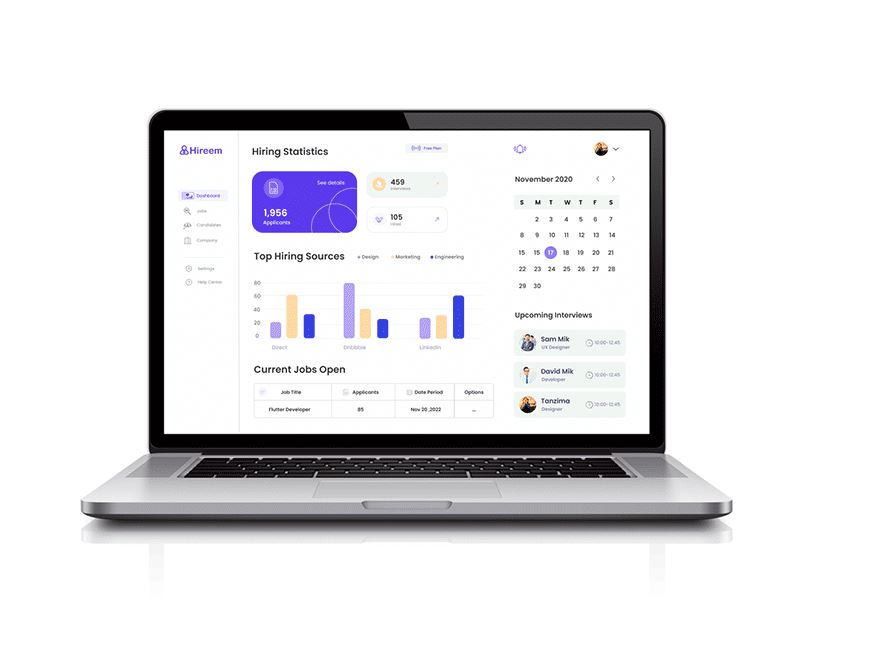 Hireem
Hiring Statistics
Free Plan
Dashboard
Jobs
Candidates
Company
Settings
Help Center
See details
1,956
Applicants
459
Interviews
105
Hired
Top Hiring Sources
Design
Marketing
Engineering
80
60
40
20
0
Direct
Dribbble
LinkedIn
Current Jobs Open
Job Title Applicants Date Period Options
Flutter Developer 85 Nov 20 ,2022 ...
November 2020
S M T W T F S
2 3 4 5 6 7
8 9 10 11 12 13 14
15 15 17 18 19 20 21
22 23 24 25 26 27 28
29 30
Upcoming Interviews
Sam Mik
UX Designer
10:00-12:45
David Mik
Developer
10:00-12:45
Tanzima
Designer
10:00-12:45